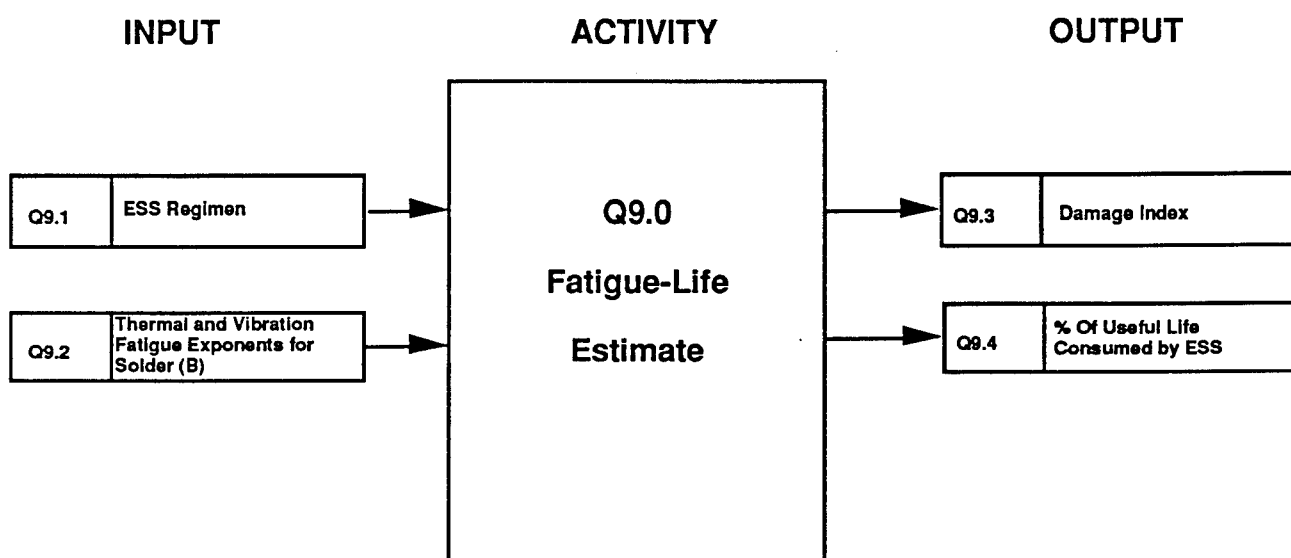 INPUT
ACTIVITY
OUTPUT
Q9.1
ESS Regimen
Q9.2
Thermal and Vibration
Fatigue Exponents for
Solder (B)
Q9.0
Fatigue-Life
Estimate
Q9.3
Damage Index
Q9.4
% Of Useful Life
Consumed by ESS